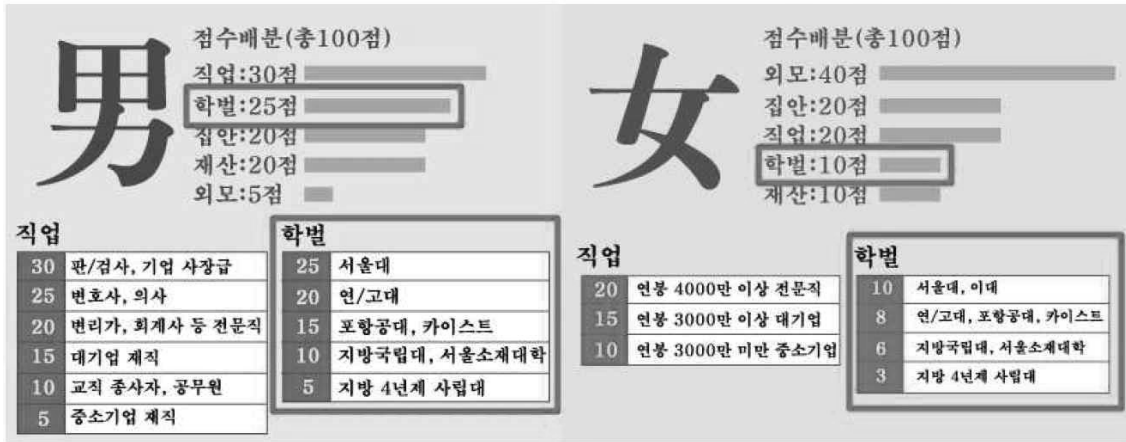 男
점수배분(총100점)
직업:30점
학벌:25점
집안:20점
재산:20점
외모:5점
직업
30 판/검사, 기업 사장급
25 변호사, 의사
20 변리가, 회계사 등 전문직
15 대기업 재직
10 교직 종사자, 공무원
5 중소기업 재직
학벌
25 서울대
20 연/고대
15 포항공대, 카이스트
10 지방국립대, 서울소재대학
5 지방 4년제 사립대
女
점수배분(총100점)
외모:40점
집안:20점
직업:20점
학벌:10점
재산:10점
직업
20 연봉 4000만 이상 전문직
15 연봉 3000만 이상 대기업
10 연봉 3000만 미만 중소기업
학벌
10 서울대, 이대
8 연/고대, 포항공대, 카이스트
6 지방국립대, 서울소재대학
3 지방 4년제 사립대